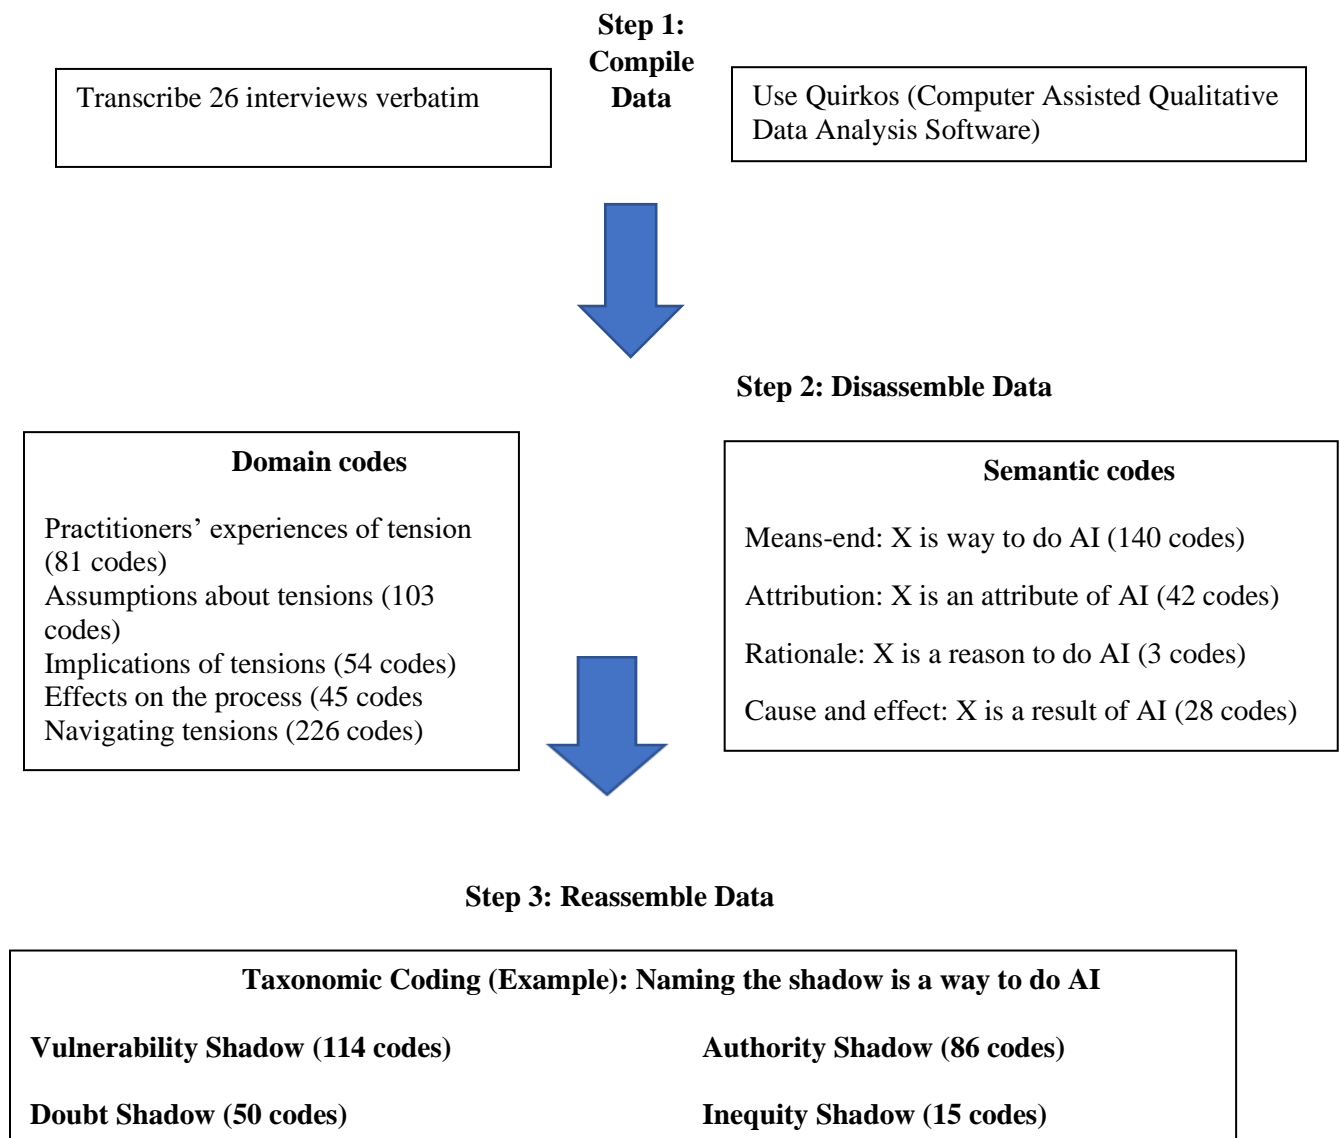 Step 1:
Compile
Data
Transcribe 26 interviews verbatim
Use Quirkos (Computer Assisted Qualitative
Data Analysis Software)
Step 2: Disassemble Data
Domain codes
Practitioners’ experiences of tension
(81 codes)
Assumptions about tensions (103
codes)
Implications of tensions (54 codes)
Effects on the process (45 codes
Navigating tensions (226 codes)
Semantic codes
Means-end: X is way to do AI (140 codes)
Attribution: X is an attribute of AI (42 codes)
Rationale: X is a reason to do AI (3 codes)
Cause and effect: X is a result of AI (28 codes)
Step 3: Reassemble Data
Taxonomic Coding (Example): Naming the shadow is a way to do AI
Vulnerability Shadow (114 codes)
Authority Shadow (86 codes)
Doubt Shadow (50 codes)
Inequity Shadow (15 codes)